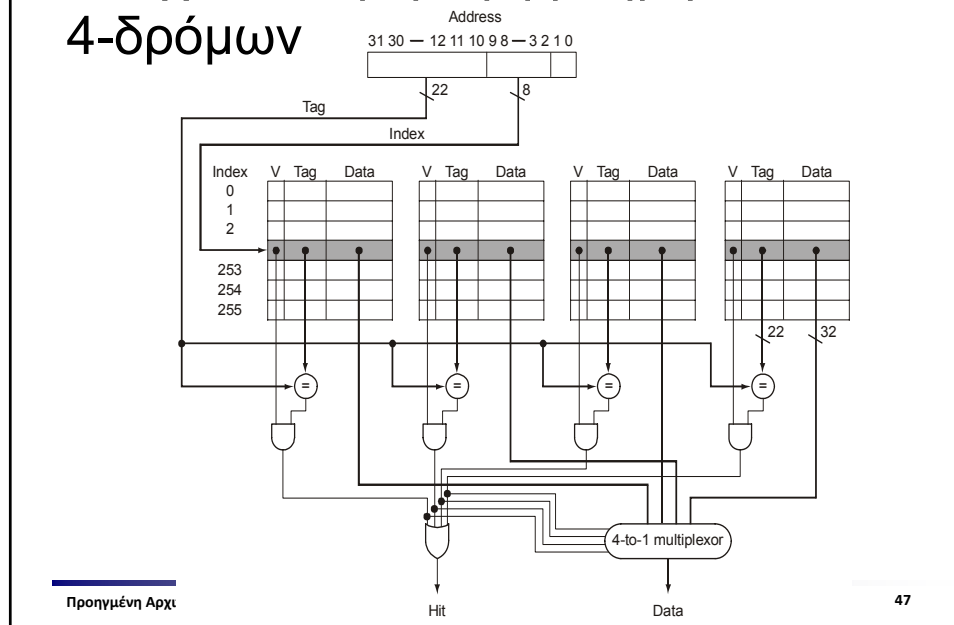 4-δρόμων
Address
31 30 — 12 11 10 9 8 — 3 2 1 0
22
8
Tag
Index
Index V Tag Data V Tag Data V Tag Data V Tag Data
0
1
2
253
254
255
22 32
= = = =
4-to-1 multiplexor
Hit Data
Προηγμένη Αρχι
47